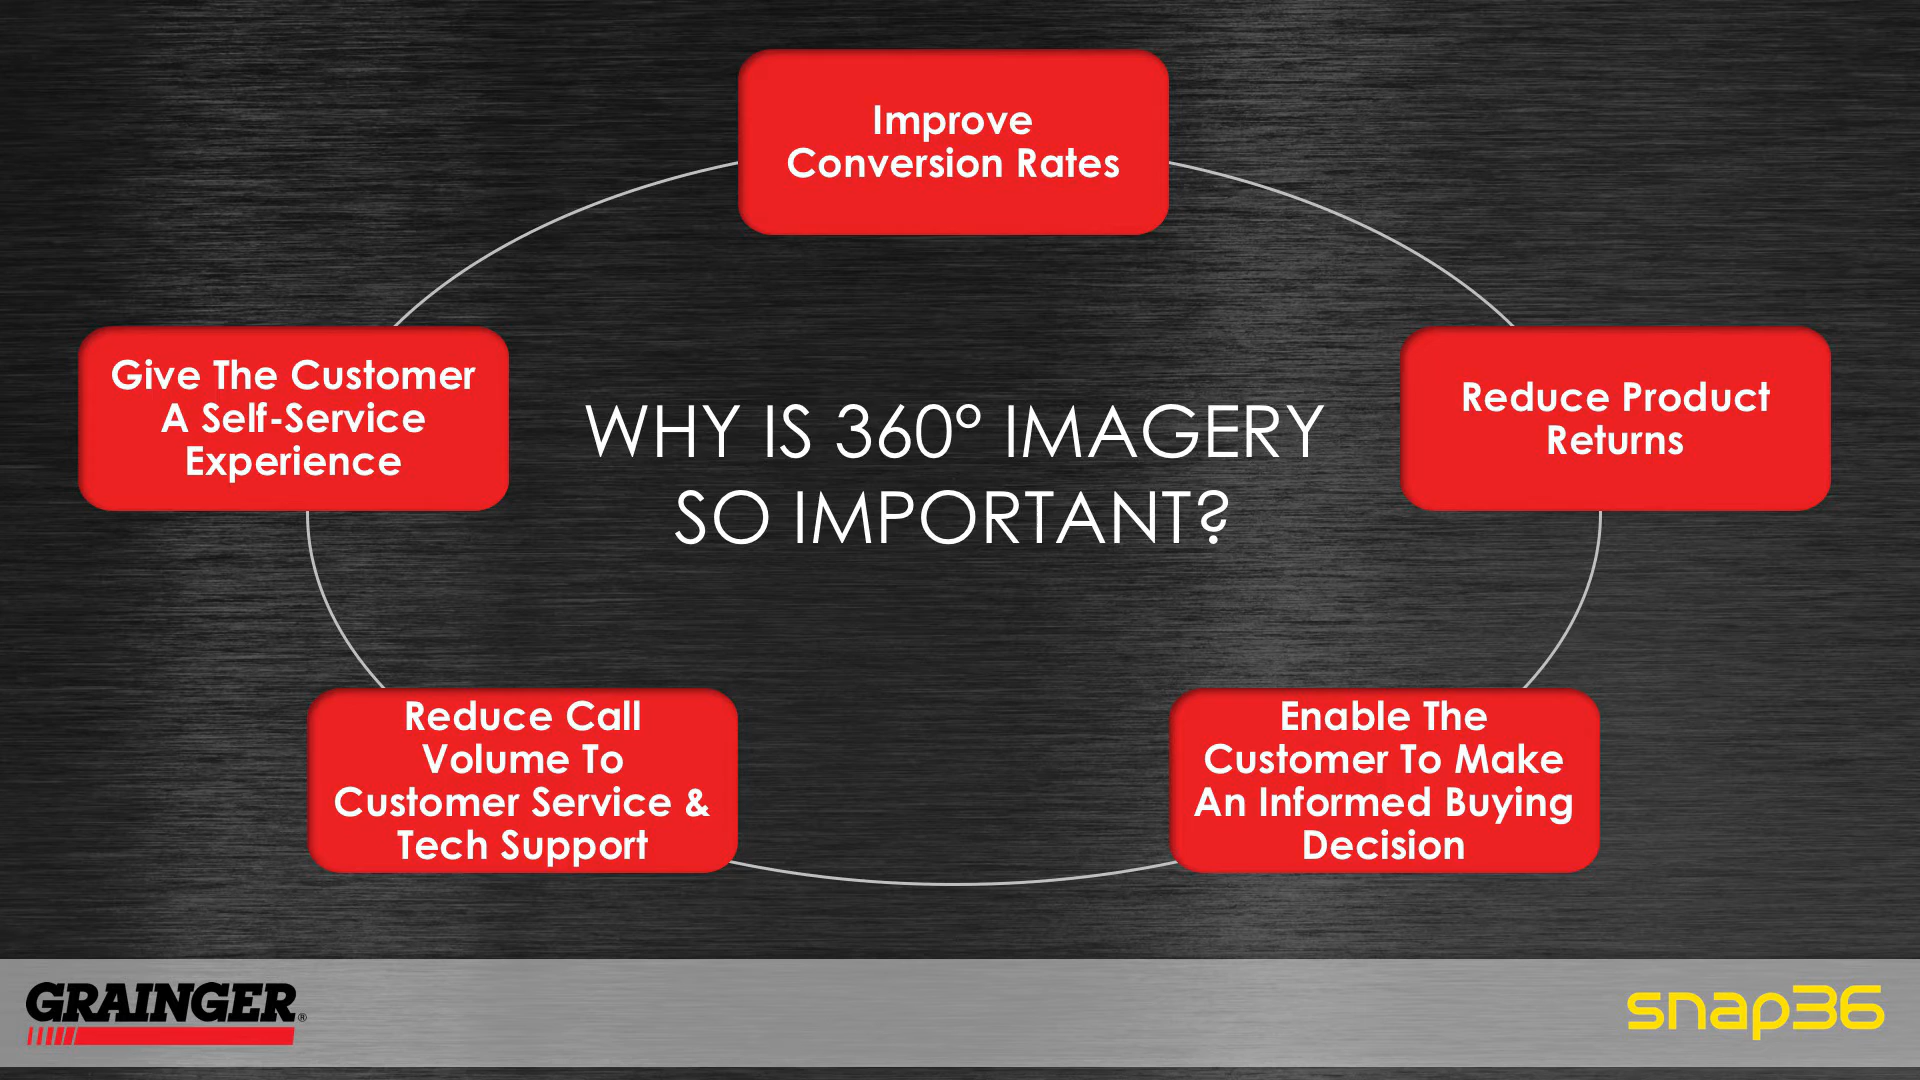 Improve
Conversion Rates
Give The Customer
A Self-Service
Experience
WHY IS 360° IMAGERY
SO IMPORTANT?
Reduce Product
Returns
Reduce Call
Volume To
Customer Service &
Tech Support
Enable The
Customer To Make
An Informed Buying
Decision
GRAINGER®
snap36